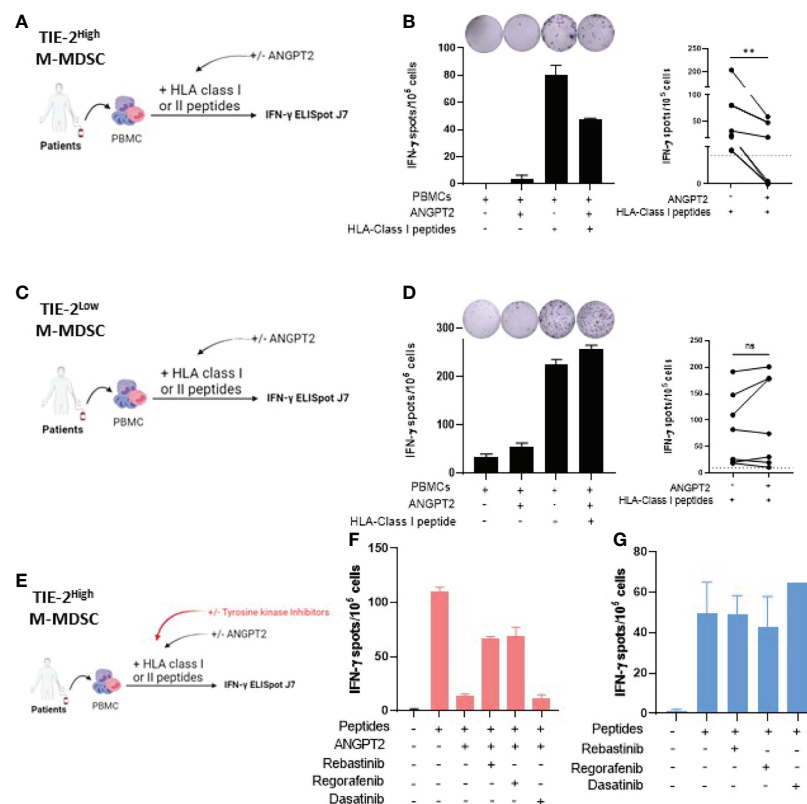 A
TIE-2High
M-MDSC
+/- ANGPT2
+ HLA class I
or II peptides
IFN-γ ELISpot J7
Patients
PBMC
B
IFN-γ spots/10⁶ cells
100
80
60
40
20
0
PBMCs + + + +
ANGPT2 - + - +
HLA-Class I peptides - - + +
IFN-γ spots/10⁵ cells
250
200
150
100
50
0
**
ANGPT2 - +
HLA-Class I peptides + +
C
TIE-2Low
M-MDSC
+/- ANGPT2
+ HLA class I
or II peptides
IFN-γ ELISpot J7
Patients
PBMC
D
IFN-γ spots/10⁶ cells
300
200
100
0
PBMCs + + + +
ANGPT2 - + - +
HLA-Class I peptide - - + +
IFN-γ spots/10⁵ cells
200
150
100
50
0
ns
ANGPT2 - +
HLA-Class I peptides + +
E
TIE-2High
M-MDSC
+/- Tyrosine kinase Inhibitors
+/- ANGPT2
+ HLA class I
or II peptides
IFN-γ ELISpot J7
Patients
PBMC
F
IFN-γ spots/10⁶ cells
150
100
50
0
Peptides - + + + + +
ANGPT2 - - + + + +
Rebastinib - - - + - -
Regorafenib - - - - + -
Dasatinib - - - - - +
G
IFN-γ spots/10⁶ cells
80
60
40
20
0
Peptides - + + + +
Rebastinib - - + - -
Regorafenib - - - + -
Dasatinib - - - - +